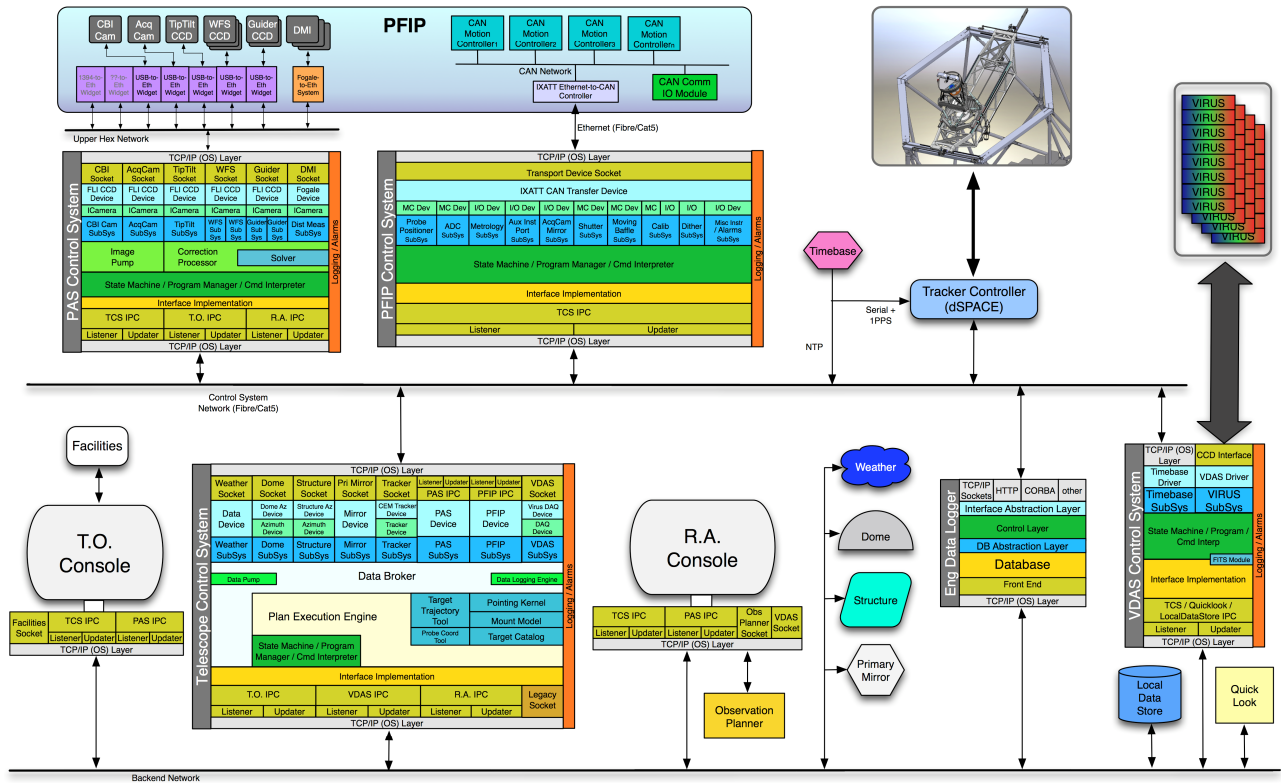 PFIP
CBI
Cam
Acq
Cam
TipTilt
CCD
WFS
CCD
Guider
CCD
DMI
1394-to-
Eth
Widget
??-to-
Eth
Widget
USB-to-
Eth
Widget
USB-to-
Eth
Widget
USB-to-
Eth
Widget
USB-to-
Eth
Widget
Fogale-
to-Eth
System
CAN
Motion
Controller1
CAN
Motion
Controller2
CAN
Motion
Controller3
CAN
Motion
Controllern
CAN Network
IXATT Ethernet-to-CAN
Controller
CAN Comm
IO Module
Upper Hex Network
Ethernet (Fibre/Cat5)
PAS Control System
TCP/IP (OS) Layer
CBI
Socket
AcqCam
Socket
TipTilt
Socket
WFS
Socket
Guider
Socket
DMI
Socket
FLI CCD
Device
FLI CCD
Device
FLI CCD
Device
FLI CCD
Device
FLI CCD
Device
Fogale
Device
ICamera
ICamera
ICamera
ICamera
ICamera
CBI Cam
SubSys
AcqCam
SubSys
TipTilt
SubSys
WFS
Sub
Sys
WFS
Sub
Sys
Guider
Sub
Sys
Guider
Sub
Sys
Dist Meas
SubSys
Image
Pump
Correction
Processor
Solver
State Machine / Program Manager / Cmd Interpreter
Interface Implementation
TCS IPC
T.O. IPC
R.A. IPC
Listener
Updater
Listener
Updater
Listener
Updater
TCP/IP (OS) Layer
Logging / Alarms
PFIP Control System
TCP/IP (OS) Layer
Transport Device Socket
IXATT CAN Transfer Device
MC Dev
MC Dev
I/O Dev
I/O Dev
I/O Dev
MC Dev
MC Dev
MC
I/O
I/O
I/O Dev
Probe
Positioner
SubSys
ADC
SubSys
Metrology
SubSys
Aux Inst
Port
SubSys
AcqCam
Mirror
SubSys
Shutter
SubSys
Moving
Baffle
SubSys
Calib
SubSys
Dither
SubSys
Misc Instr
/ Alarms
SubSys
State Machine / Program Manager / Cmd Interpreter
Interface Implementation
TCS IPC
Listener
Updater
TCP/IP (OS) Layer
Logging / Alarms
Timebase
Serial +
1PPS
NTP
Tracker Controller
(dSPACE)
VIRUS
VIRUS
VIRUS
VIRUS
VIRUS
VIRUS
VIRUS
VIRUS
VIRUS
VIRUS
VIRUS
Control System
Network (Fibre/Cat5)
Facilities
T.O.
Console
Facilities
Socket
TCS IPC
PAS IPC
Listener
Updater
Listener
Updater
TCP/IP (OS) Layer
Telescope Control System
TCP/IP (OS) Layer
Weather
Socket
Dome
Socket
Structure
Socket
Pri Mirror
Socket
Tracker
Socket
Listener
Updater
PAS IPC
Listener
Updater
PFIP IPC
VDAS
Socket
Data
Device
Dome Az
Device
Azimuth
Device
Structure Az
Device
Azimuth
Device
Mirror
Device
CEM Tracker
Device
Tracker
Device
PAS
Device
PFIP
Device
Virus DAQ
Device
DAQ
Device
Weather
SubSys
Dome
SubSys
Structure
SubSys
Mirror
SubSys
Tracker
SubSys
PAS
SubSys
PFIP
SubSys
VDAS
SubSys
Data Pump
Data Broker
Data Logging Engine
Plan Execution Engine
State Machine / Program
Manager / Cmd Interpreter
Target
Trajectory
Tool
Probe Coord
Tool
Pointing Kernel
Mount Model
Target Catalog
Interface Implementation
T.O. IPC
VDAS IPC
R.A. IPC
Legacy
Socket
Listener
Updater
Listener
Updater
Listener
Updater
TCP/IP (OS) Layer
Logging / Alarms
R.A.
Console
TCS IPC
PAS IPC
Obs
Planner
Socket
VDAS
Socket
Listener
Updater
Listener
Updater
TCP/IP (OS) Layer
Observation
Planner
Weather
Dome
Structure
Primary
Mirror
Eng Data Logger
TCP/IP
Sockets
HTTP
CORBA
other
Interface Abstraction Layer
Control Layer
DB Abstraction Layer
Database
Front End
TCP/IP (OS) Layer
VDAS Control System
TCP/IP (OS)
Layer
CCD Interface
Timebase
Driver
VDAS Driver
Timebase
SubSys
VIRUS
SubSys
State Machine / Program /
Cmd Interp
FITS Module
Interface Implementation
TCS / Quicklook /
LocalDataStore IPC
Listener
Updater
TCP/IP (OS) Layer
Logging / Alarms
Local
Data
Store
Quick
Look
Backend Network